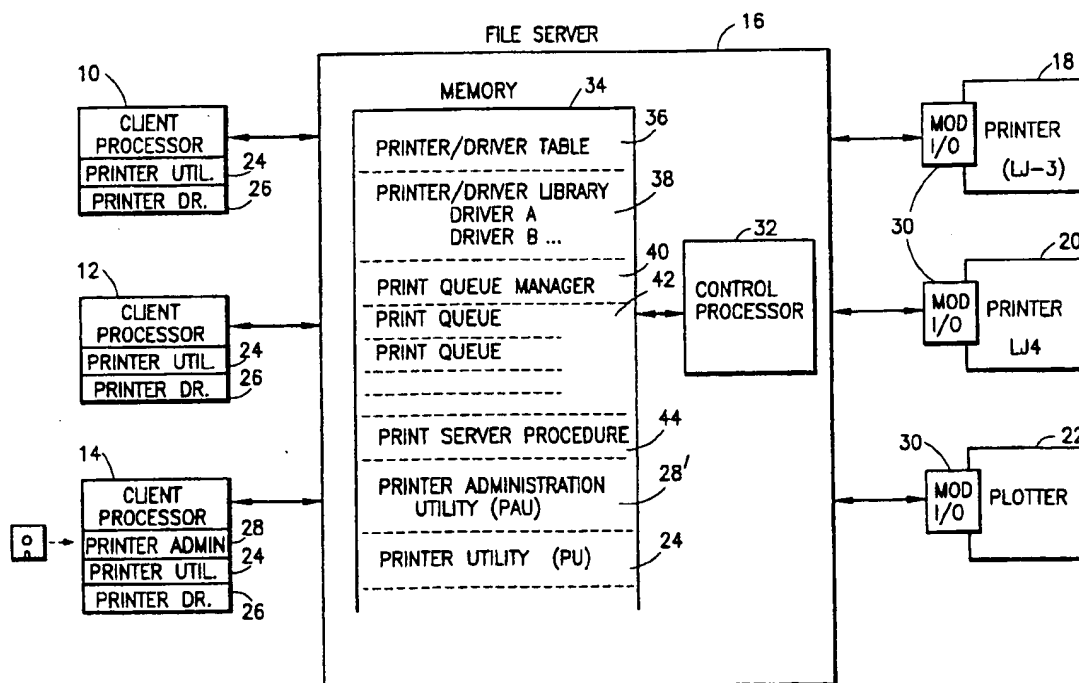 FILE SERVER
16
10
CLIENT
PROCESSOR
PRINTER UTIL.
24
PRINTER DR.
26
12
CLIENT
PROCESSOR
PRINTER UTIL.
24
PRINTER DR.
26
14
CLIENT
PROCESSOR
PRINTER ADMIN
28
PRINTER UTIL.
24
PRINTER DR.
26
MEMORY
34
PRINTER/DRIVER TABLE
36
PRINTER/DRIVER LIBRARY
38
DRIVER A
DRIVER B ...
PRINT QUEUE MANAGER
40
PRINT QUEUE
42
PRINT QUEUE
PRINT SERVER PROCEDURE
44
PRINTER ADMINISTRATION
UTILITY (PAU)
28'
PRINTER UTILITY (PU)
24
32
CONTROL
PROCESSOR
18
MOD
I/O
PRINTER
(LJ-3)
30
20
MOD
I/O
PRINTER
LJ4
22
30
MOD
I/O
PLOTTER